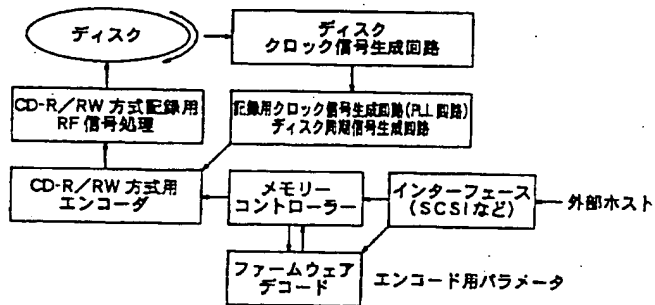 ディスク
ディスク
クロック信号生成回路
CD-R/RW 方式記録用
RF 信号処理
記録用クロック信号生成回路(PLL 回路)
ディスク同期信号生成回路
CD-R/RW 方式用
エンコーダ
メモリー
コントローラー
インターフェース
(SCSIなど)
外部ホスト
ファームウェア
デコード
エンコード用パラメータ